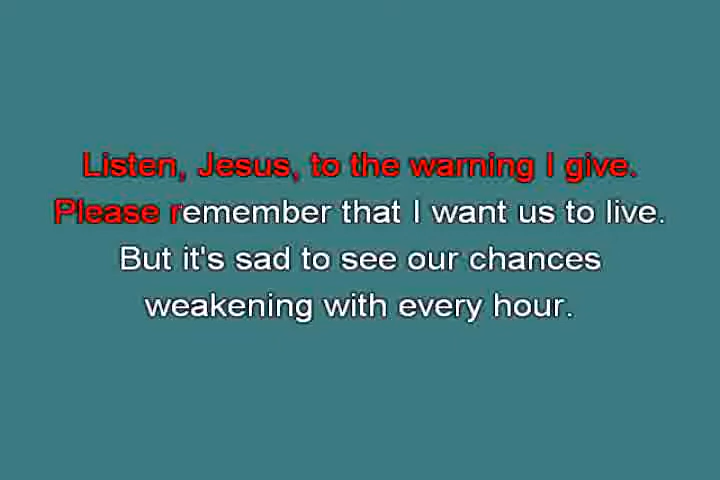 Listen, Jesus, to the warning I give.
Please remember that I want us to live.
But it's sad to see our chances
weakening with every hour.